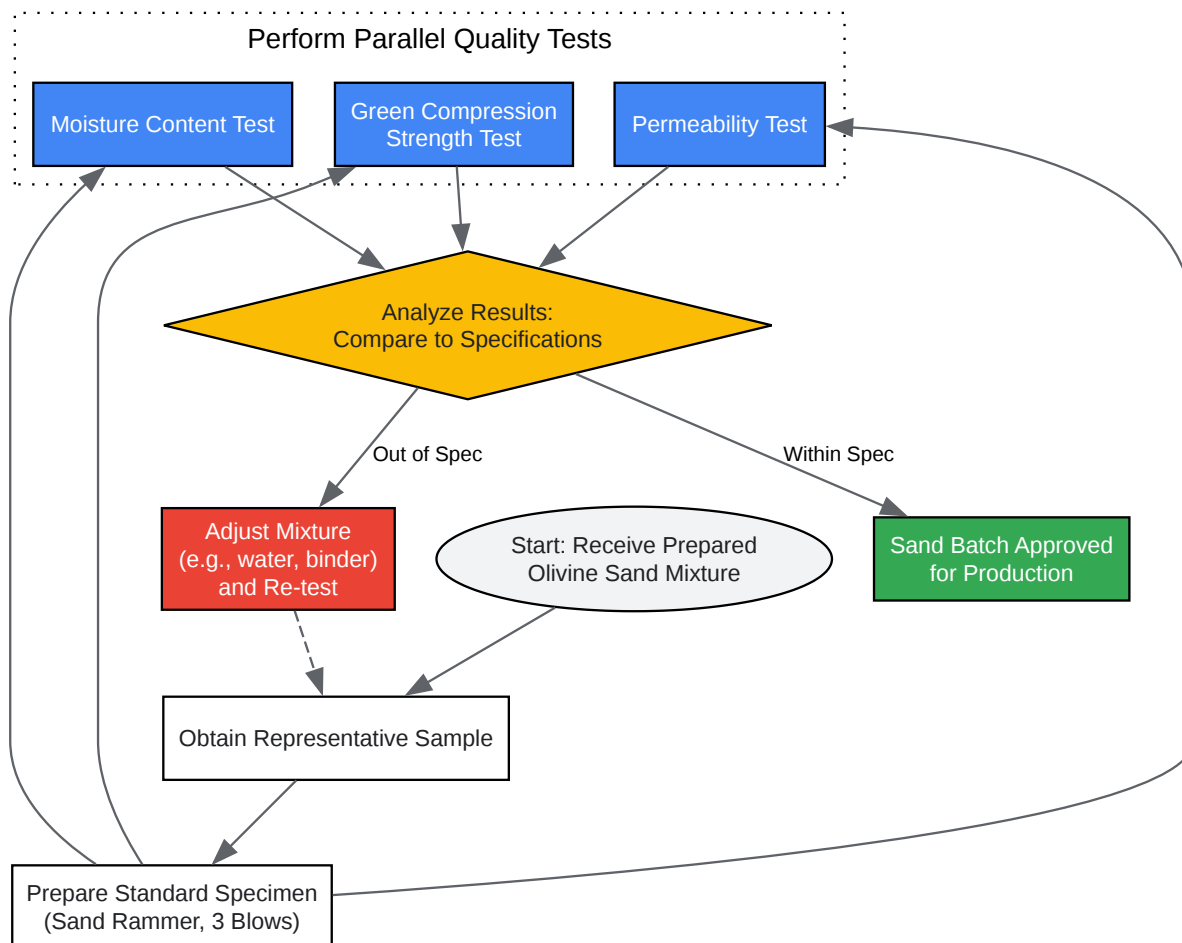 Perform Parallel Quality Tests
Moisture Content Test
Green Compression
Strength Test
Permeability Test
Analyze Results:
Compare to Specifications
Out of Spec
Within Spec
Adjust Mixture
(e.g., water, binder)
and Re-test
Start: Receive Prepared
Olivine Sand Mixture
Sand Batch Approved
for Production
Obtain Representative Sample
Prepare Standard Specimen
(Sand Rammer, 3 Blows)